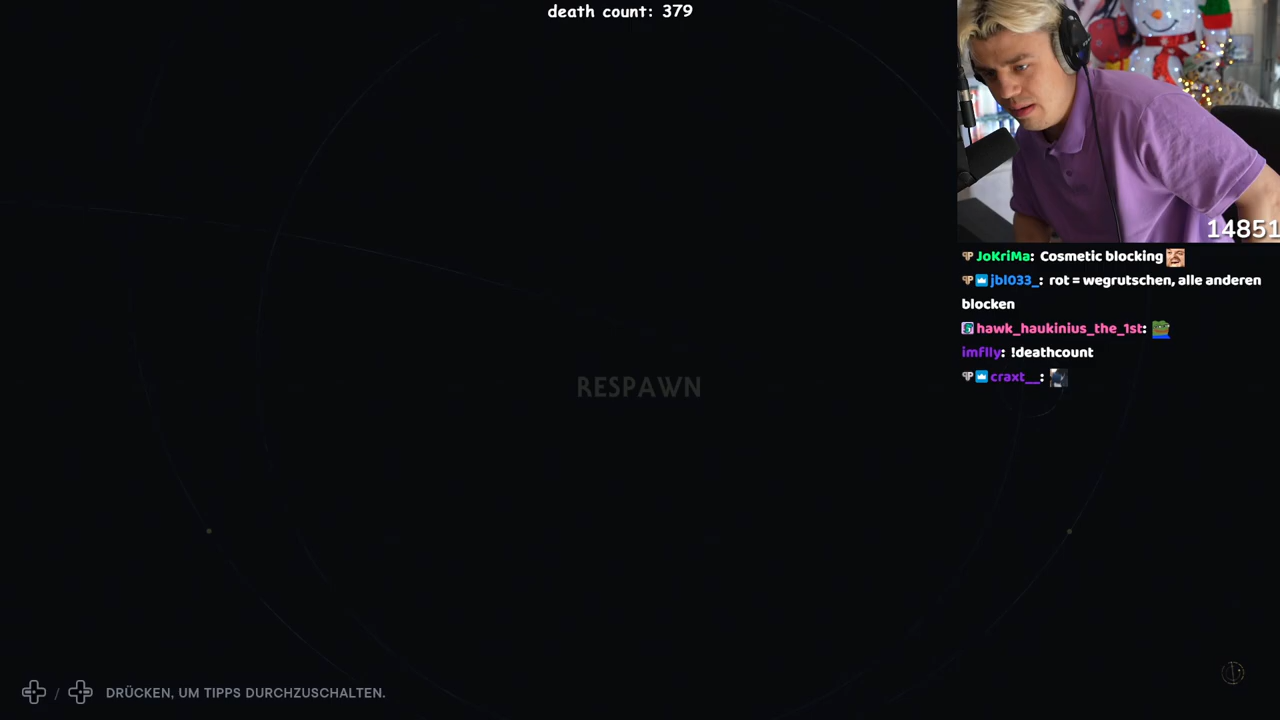 death count: 379
14851
JoKriMa: Cosmetic blocking
jbl033_: rot = wegrutschen, alle anderen
blocken
hawk_haukinius_the_1st:
imflly: !deathcount
craxt__:
RESPAWN
/ DRÜCKEN, UM TIPPS DURCHZUSCHALTEN.